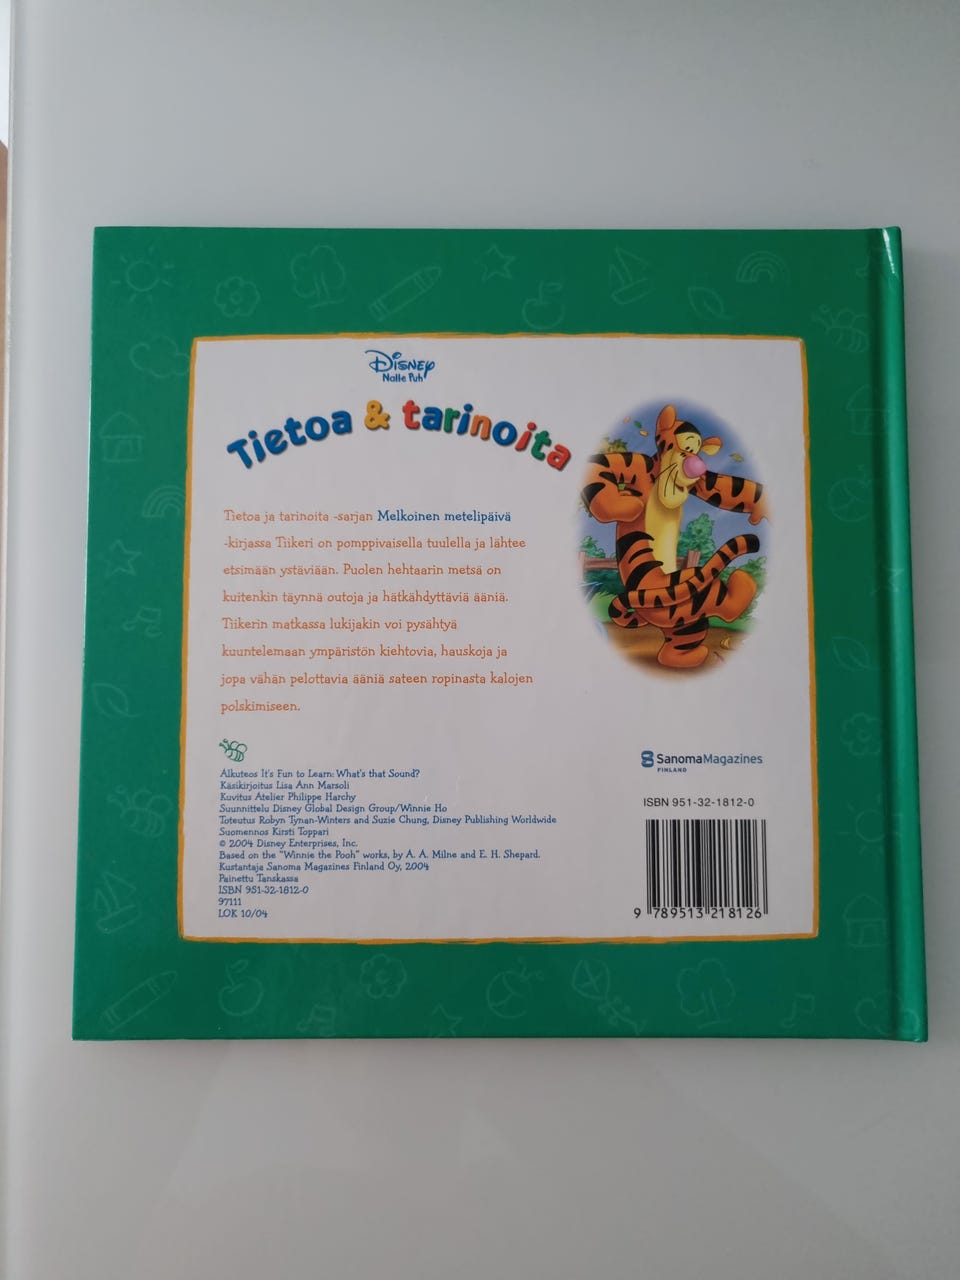 Disney
Nalle Puh
Tietoa & tarinoita
Tietoa ja tarinoita -sarjan Melkoinen metelipäivä
-kirjassa Tiikeri on pomppivaisella tuulella ja lähtee
etsimään ystäviään. Puolen hehtaarin metsä on
kuitenkin täynnä outoja ja hätkähdyttäviä ääniä.
Tiikerin matkassa lukijakin voi pysähtyä
kuuntelemaan ympäristön kiehtovia, hauskoja ja
jopa vähän pelottavia ääniä sateen ropinasta kalojen
polskimiseen.
Alkuteos It's Fun to Learn: What's that Sound?
Käsikirjoitus Lisa Ann Marsoli
Kuvitus Atelier Philippe Harchy
Suunnittelu Disney Global Design Group/Winnie Ho
Toteutus Robyn Tynan-Winters and Suzie Chung, Disney Publishing Worldwide
Suomennos Kirsti Toppari
© 2004 Disney Enterprises, Inc.
Based on the "Winnie the Pooh" works, by A. A. Milne and E. H. Shepard.
Kustantaja Sanoma Magazines Finland Oy, 2004
Painettu Tanskassa
ISBN 951-32-1812-0
97111
LOK 10/04
SanomaMagazines
FINLAND
ISBN 951-32-1812-0
9 789513 218126